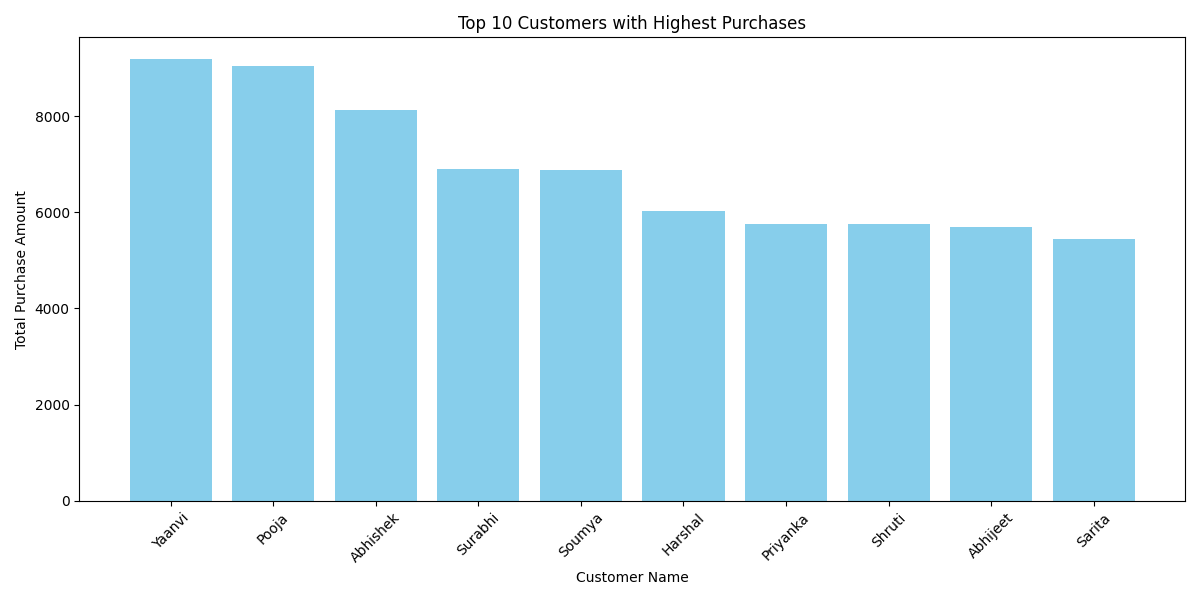 Top 10 Customers with Highest Purchases
Total Purchase Amount
8000
6000
4000
2000
0
Yaanvi
Pooja
Abhishek
Surabhi
Soumya
Harshal
Priyanka
Shruti
Abhijeet
Sarita
Customer Name